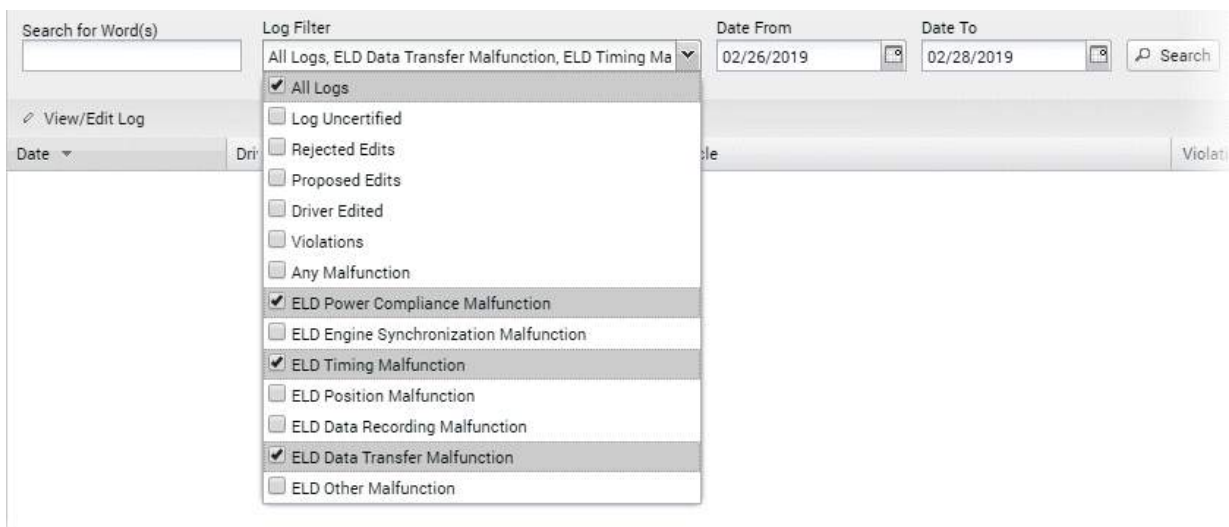 Search for Word(s) Log Filter Date From Date To
All Logs, ELD Data Transfer Malfunction, ELD Timing Ma 02/26/2019 02/28/2019 Search
All Logs
View/Edit Log Log Uncertified
Date Rejected Edits
Proposed Edits
Driver Edited
Violations
Any Malfunction
ELD Power Compliance Malfunction
ELD Engine Synchronization Malfunction
ELD Timing Malfunction
ELD Position Malfunction
ELD Data Recording Malfunction
ELD Data Transfer Malfunction
ELD Other Malfunction